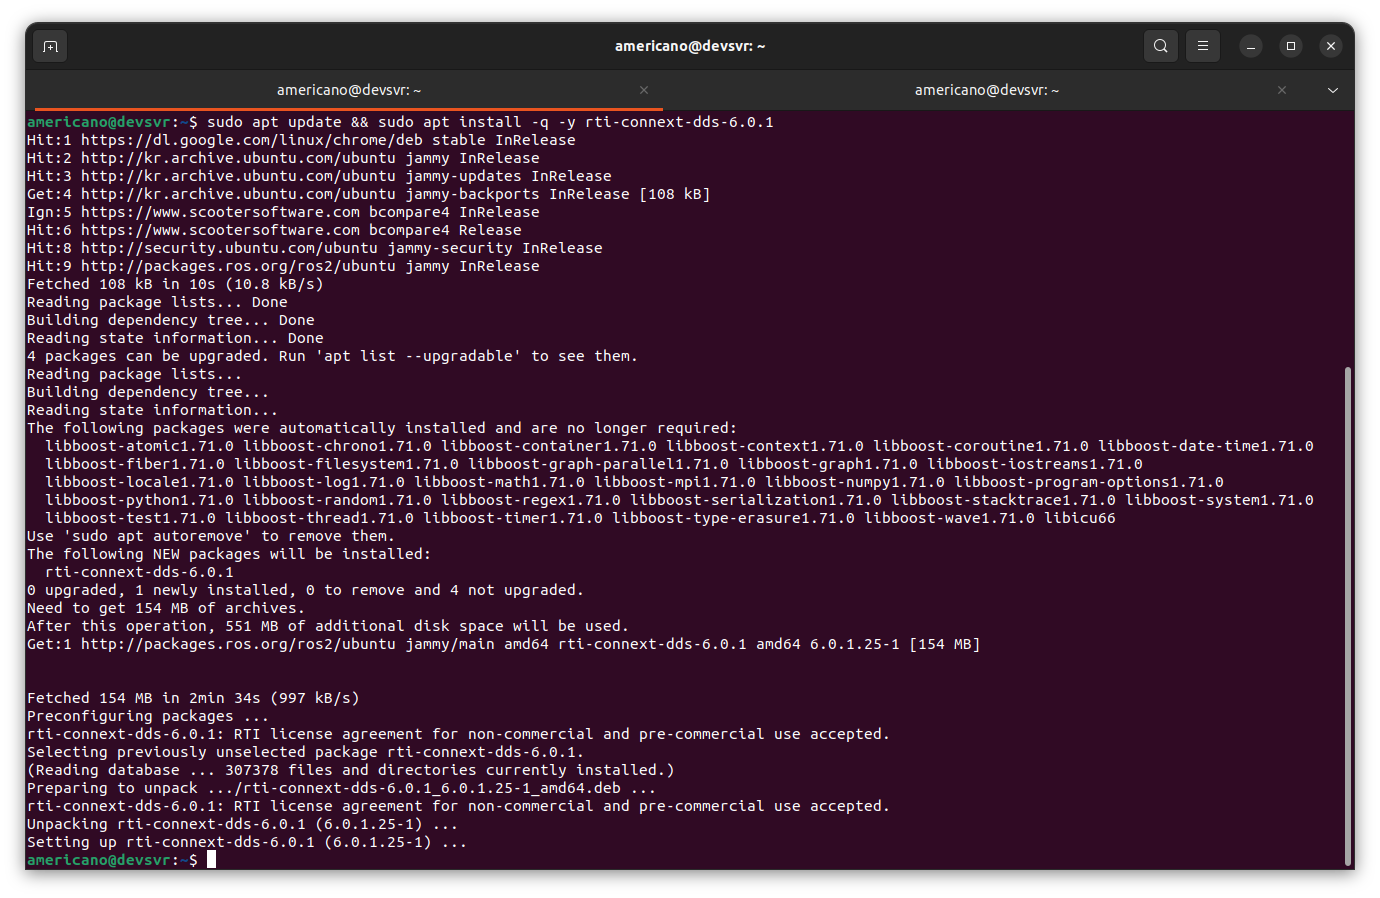 americano@devsvr: ~
americano@devsvr: ~
americano@devsvr: ~
americano@devsvr:~$ sudo apt update && sudo apt install -q -y rti-connext-dds-6.0.1
Hit:1 https://dl.google.com/linux/chrome/deb stable InRelease
Hit:2 http://kr.archive.ubuntu.com/ubuntu jammy InRelease
Hit:3 http://kr.archive.ubuntu.com/ubuntu jammy-updates InRelease
Get:4 http://kr.archive.ubuntu.com/ubuntu jammy-backports InRelease [108 kB]
Ign:5 https://www.scootersoftware.com bcompare4 InRelease
Hit:6 https://www.scootersoftware.com bcompare4 Release
Hit:8 http://security.ubuntu.com/ubuntu jammy-security InRelease
Hit:9 http://packages.ros.org/ros2/ubuntu jammy InRelease
Fetched 108 kB in 10s (10.8 kB/s)
Reading package lists... Done
Building dependency tree... Done
Reading state information... Done
4 packages can be upgraded. Run 'apt list --upgradable' to see them.
Reading package lists...
Building dependency tree...
Reading state information...
The following packages were automatically installed and are no longer required:
  libboost-atomic1.71.0 libboost-chrono1.71.0 libboost-container1.71.0 libboost-context1.71.0 libboost-coroutine1.71.0 libboost-date-time1.71.0
  libboost-fiber1.71.0 libboost-filesystem1.71.0 libboost-graph-parallel1.71.0 libboost-graph1.71.0 libboost-iostreams1.71.0
  libboost-locale1.71.0 libboost-log1.71.0 libboost-math1.71.0 libboost-mpi1.71.0 libboost-numpy1.71.0 libboost-program-options1.71.0
  libboost-python1.71.0 libboost-random1.71.0 libboost-regex1.71.0 libboost-serialization1.71.0 libboost-stacktrace1.71.0 libboost-system1.71.0
  libboost-test1.71.0 libboost-thread1.71.0 libboost-timer1.71.0 libboost-type-erasure1.71.0 libboost-wave1.71.0 libicu66
Use 'sudo apt autoremove' to remove them.
The following NEW packages will be installed:
  rti-connext-dds-6.0.1
0 upgraded, 1 newly installed, 0 to remove and 4 not upgraded.
Need to get 154 MB of archives.
After this operation, 551 MB of additional disk space will be used.
Get:1 http://packages.ros.org/ros2/ubuntu jammy/main amd64 rti-connext-dds-6.0.1 amd64 6.0.1.25-1 [154 MB]
Fetched 154 MB in 2min 34s (997 kB/s)
Preconfiguring packages ...
rti-connext-dds-6.0.1: RTI license agreement for non-commercial and pre-commercial use accepted.
Selecting previously unselected package rti-connext-dds-6.0.1.
(Reading database ... 307378 files and directories currently installed.)
Preparing to unpack .../rti-connext-dds-6.0.1_6.0.1.25-1_amd64.deb ...
rti-connext-dds-6.0.1: RTI license agreement for non-commercial and pre-commercial use accepted.
Unpacking rti-connext-dds-6.0.1 (6.0.1.25-1) ...
Setting up rti-connext-dds-6.0.1 (6.0.1.25-1) ...
americano@devsvr:~$